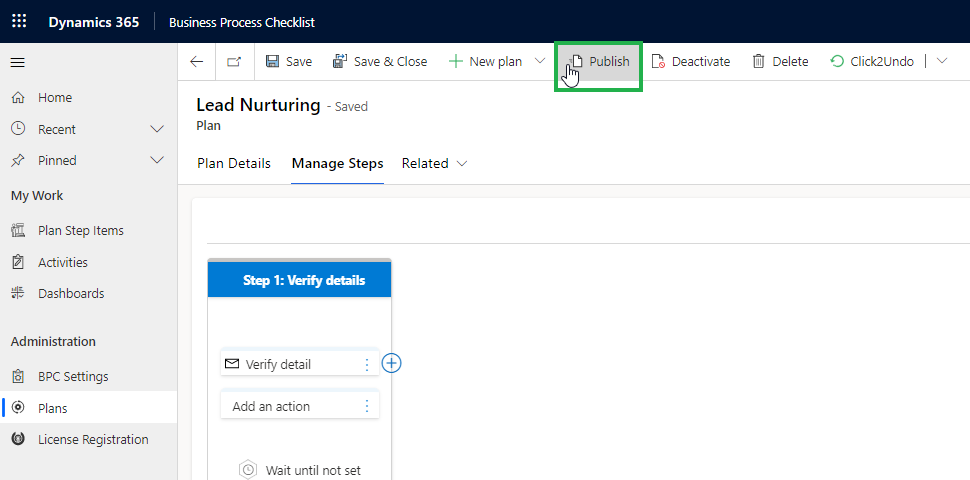 Dynamics 365 Business Process Checklist
Save Save & Close New plan Publish Deactivate Delete Click2Undo
Home
Recent
Pinned
My Work
Plan Step Items
Activities
Dashboards
Administration
BPC Settings
Plans
License Registration
Lead Nurturing - Saved
Plan
Plan Details Manage Steps Related
Step 1: Verify details
Verify detail
Add an action
Wait until not set